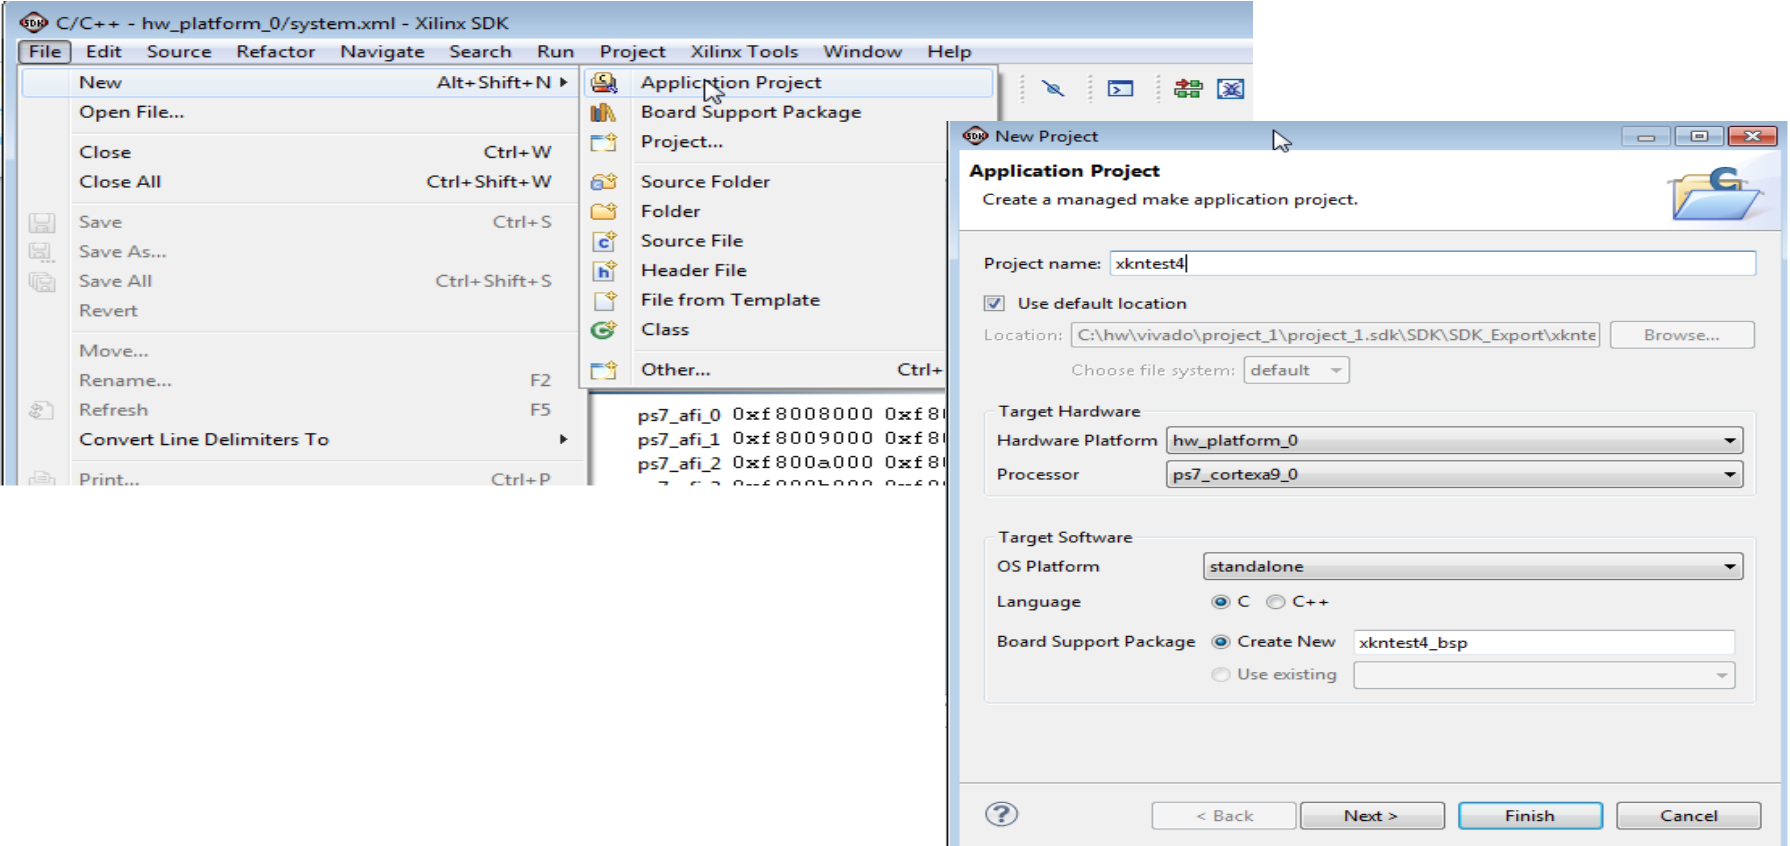 C/C++ - hw_platform_0/system.xml - Xilinx SDK
File Edit Source Refactor Navigate Search Run Project Xilinx Tools Window Help
New Alt+Shift+N
Open File...
Close Ctrl+W
Close All Ctrl+Shift+W
Save Ctrl+S
Save As...
Save All Ctrl+Shift+S
Revert
Move...
Rename... F2
Refresh F5
Convert Line Delimiters To
Print... Ctrl+P
Application Project
Board Support Package
Project...
Source Folder
Folder
Source File
Header File
File from Template
Class
Other... Ctrl+
ps7_afi_0 0xf8008000 0xf8
ps7_afi_1 0xf8009000 0xf8
ps7_afi_2 0xf800a000 0xf8
New Project
Application Project
Create a managed make application project.
Project name: xkntest4
Use default location
Location: C:\hw\vivado\project_1\project_1.sdk\SDK\SDK_Export\xknte Browse...
Choose file system: default
Target Hardware
Hardware Platform hw_platform_0
Processor ps7_cortexa9_0
Target Software
OS Platform standalone
Language C C++
Board Support Package Create New xkntest4_bsp
Use existing
< Back Next > Finish Cancel